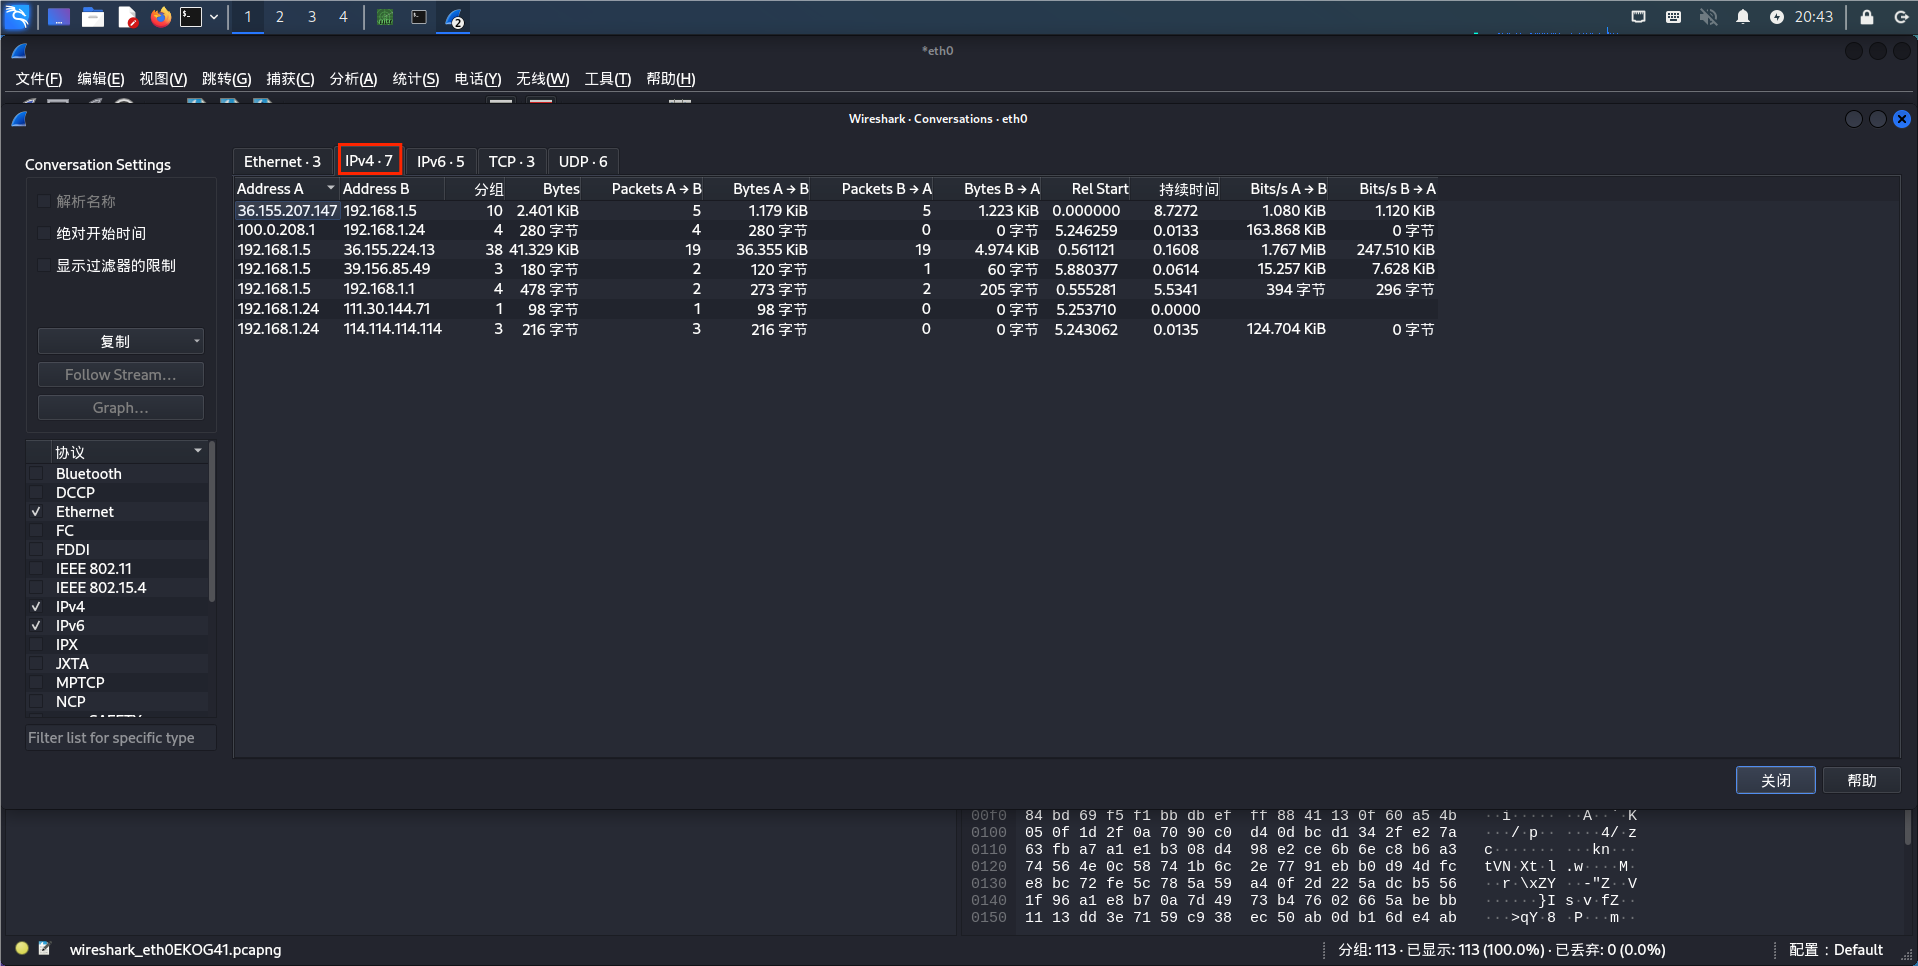 1 2 3 4 2 20:43
*eth0
文件(F) 编辑(E) 视图(V) 跳转(G) 捕获(C) 分析(A) 统计(S) 电话(Y) 无线(W) 工具(T) 帮助(H)
Wireshark · Conversations · eth0
Conversation Settings
解析名称
绝对开始时间
显示过滤器的限制
复制
Follow Stream…
Graph…
协议
Bluetooth
DCCP
Ethernet
FC
FDDI
IEEE 802.11
IEEE 802.15.4
IPv4
IPv6
IPX
JXTA
MPTCP
NCP
Filter list for specific type
Ethernet · 3 IPv4 · 7 IPv6 · 5 TCP · 3 UDP · 6
Address A Address B 分组 Bytes Packets A → B Bytes A → B Packets B → A Bytes B → A Rel Start 持续时间 Bits/s A → B Bits/s B → A
36.155.207.147 192.168.1.5 10 2.401 KiB 5 1.179 KiB 5 1.223 KiB 0.000000 8.7272 1.080 KiB 1.120 KiB
100.0.208.1 192.168.1.24 4 280 字节 4 280 字节 0 0 字节 5.246259 0.0133 163.868 KiB 0 字节
192.168.1.5 36.155.224.13 38 41.329 KiB 19 36.355 KiB 19 4.974 KiB 0.561121 0.1608 1.767 MiB 247.510 KiB
192.168.1.5 39.156.85.49 3 180 字节 2 120 字节 1 60 字节 5.880377 0.0614 15.257 KiB 7.628 KiB
192.168.1.5 192.168.1.1 4 478 字节 2 273 字节 2 205 字节 0.555281 5.5341 394 字节 296 字节
192.168.1.24 111.30.144.71 1 98 字节 1 98 字节 0 0 字节 5.253710 0.0000
192.168.1.24 114.114.114.114 3 216 字节 3 216 字节 0 0 字节 5.243062 0.0135 124.704 KiB 0 字节
关闭 帮助
00f0 84 bd 69 f5 f1 bb db ef ff 88 41 13 0f 60 a5 4b ··i····· ··A··`·K
0100 05 0f 1d 2f 0a 70 90 c0 d4 0d bc d1 34 2f e2 7a ···/·p·· ····4/·z
0110 63 fb a7 a1 e1 b3 08 d4 98 e2 ce 6b 6e c8 b6 a3 c······· ···kn···
0120 74 56 4e 0c 58 74 1b 6c 2e 77 91 eb b0 d9 4d fc tVN·Xt·l .w····M·
0130 e8 bc 72 fe 5c 78 5a 59 a4 0f 2d 22 5a dc b5 56 ··r·\xZY ··-"Z··V
0140 1f 96 a1 e8 b7 0a 7d 49 73 b4 76 02 66 5a be bb ······}I s·v·fZ··
0150 11 13 dd 3e 71 59 c9 38 ec 50 ab 0d b1 6d e4 ab ···>qY·8 ·P···m··
wireshark_eth0EKOG41.pcapng 分组: 113 · 已显示: 113 (100.0%) · 已丢弃: 0 (0.0%) 配置：Default